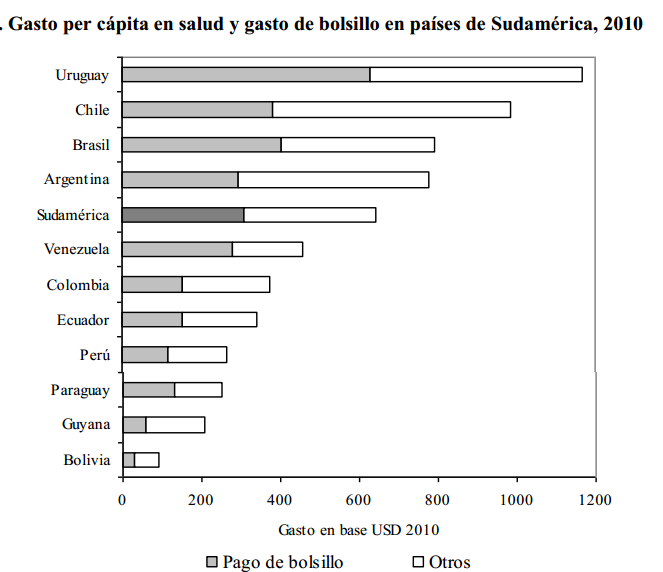 . Gasto per cápita en salud y gasto de bolsillo en países de Sudamérica, 2010
Uruguay
Chile
Brasil
Argentina
Sudamérica
Venezuela
Colombia
Ecuador
Perú
Paraguay
Guyana
Bolivia
0 200 400 600 800 1000 1200
Gasto en base USD 2010
Pago de bolsillo Otros